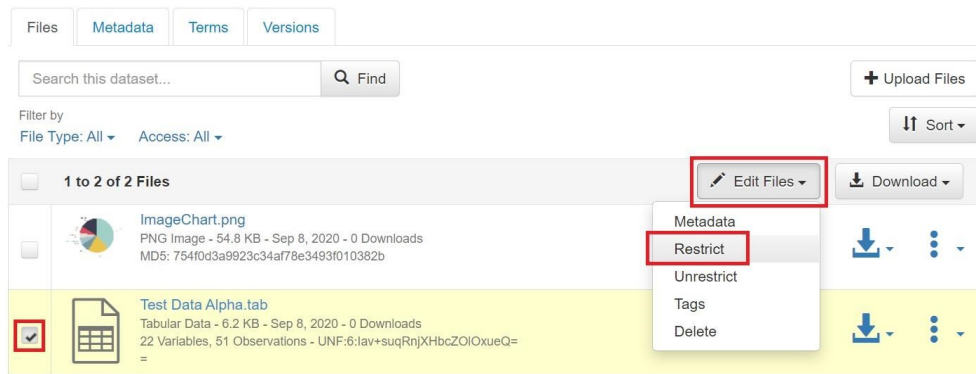 Files Metadata Terms Versions
Search this dataset... Find
Upload Files
Filter by
File Type: All Access: All
Sort
1 to 2 of 2 Files
Edit Files
Download
ImageChart.png
PNG Image - 54.8 KB - Sep 8, 2020 - 0 Downloads
MD5: 754f0d3a9923c34af78e3493f010382b
Metadata
Restrict
Unrestrict
Tags
Delete
Test Data Alpha.tab
Tabular Data - 6.2 KB - Sep 8, 2020 - 0 Downloads
22 Variables, 51 Observations - UNF:6:Iav+suqRnjXHbcZOlOxueQ=
=